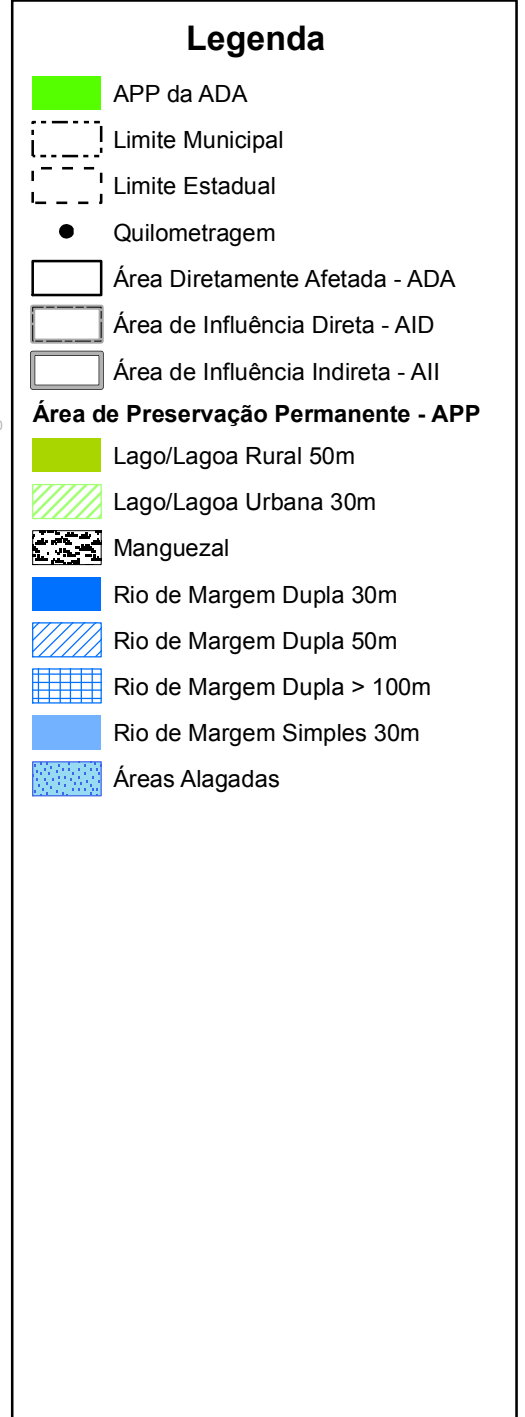 Legenda
APP da ADA
Limite Municipal
Limite Estadual
Quilometragem
Área Diretamente Afetada - ADA
Área de Influência Direta - AID
Área de Influência Indireta - AII
Área de Preservação Permanente - APP
Lago/Lagoa Rural 50m
Lago/Lagoa Urbana 30m
Manguezal
Rio de Margem Dupla 30m
Rio de Margem Dupla 50m
Rio de Margem Dupla > 100m
Rio de Margem Simples 30m
Áreas Alagadas